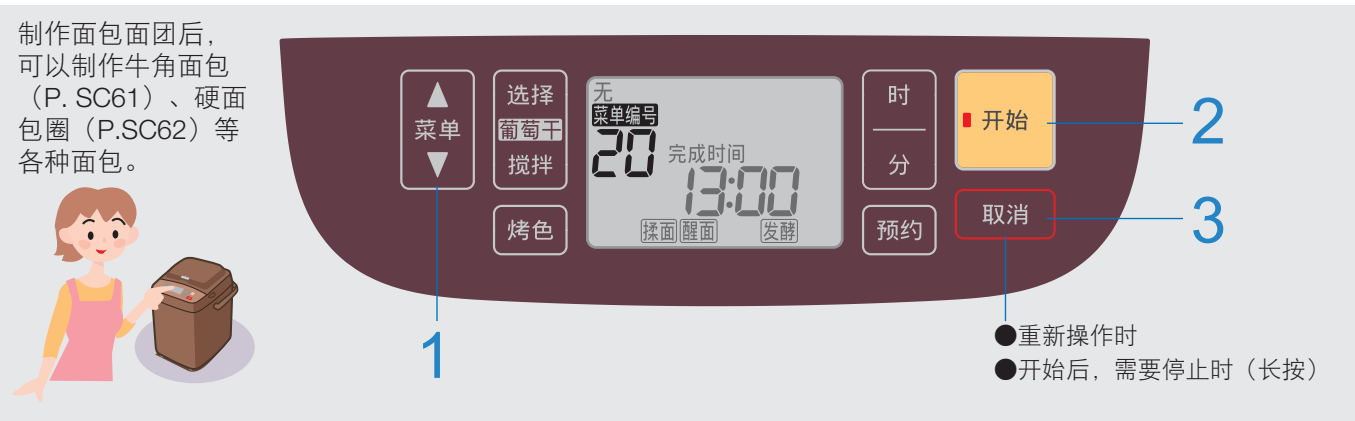 制作面包面团后，
可以制作牛角面包
（P. SC61）、硬面
包圈（P.SC62）等
各种面包。
▲
菜单
▼
选择
葡萄干
搅拌
烤色
无
菜单编号
20
完成时间
13:00
揉面 醒面 发酵
时
分
预约
开始
取消
1
2
3
●重新操作时
●开始后，需要停止时（长按）